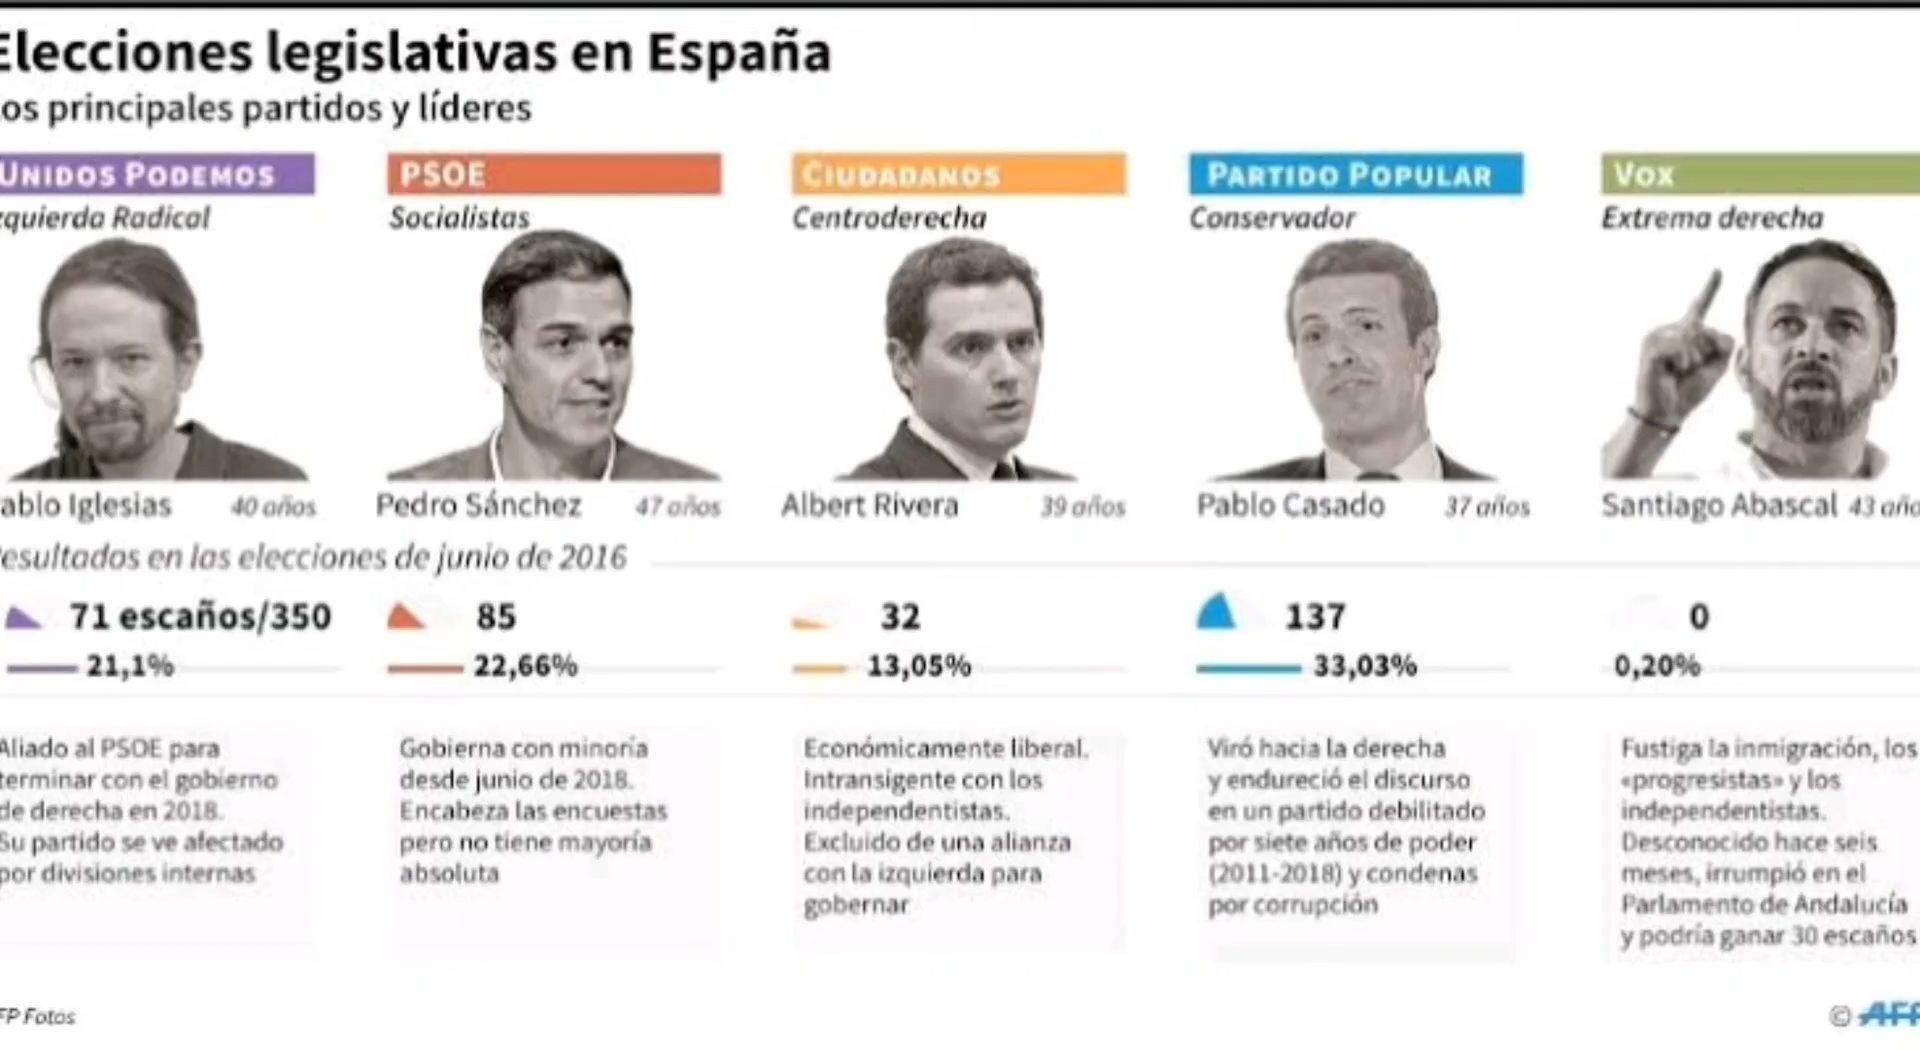 Elecciones legislativas en España
os principales partidos y líderes
UNIDOS PODEMOS
PSOE
CIUDADANOS
PARTIDO POPULAR
VOX
zquierda Radical
Socialistas
Centroderecha
Conservador
Extrema derecha
ablo Iglesias 40 años
Pedro Sánchez 47 años
Albert Rivera 39 años
Pablo Casado 37 años
Santiago Abascal 43 año
esultados en las elecciones de junio de 2016
71 escaños/350
85
32
137
0
21,1%
22,66%
13,05%
33,03%
0,20%
Aliado al PSOE para
terminar con el gobierno
de derecha en 2018.
Su partido se ve afectado
por divisiones internas
Gobierna con minoría
desde junio de 2018.
Encabeza las encuestas
pero no tiene mayoría
absoluta
Económicamente liberal.
Intransigente con los
independentistas.
Excluido de una alianza
con la izquierda para
gobernar
Viró hacia la derecha
y endureció el discurso
en un partido debilitado
por siete años de poder
(2011-2018) y condenas
por corrupción
Fustiga la inmigración, los
«progresistas» y los
independentistas.
Desconocido hace seis
meses, irrumpió en el
Parlamento de Andalucía
y podría ganar 30 escaños
FP Fotos
© AFP